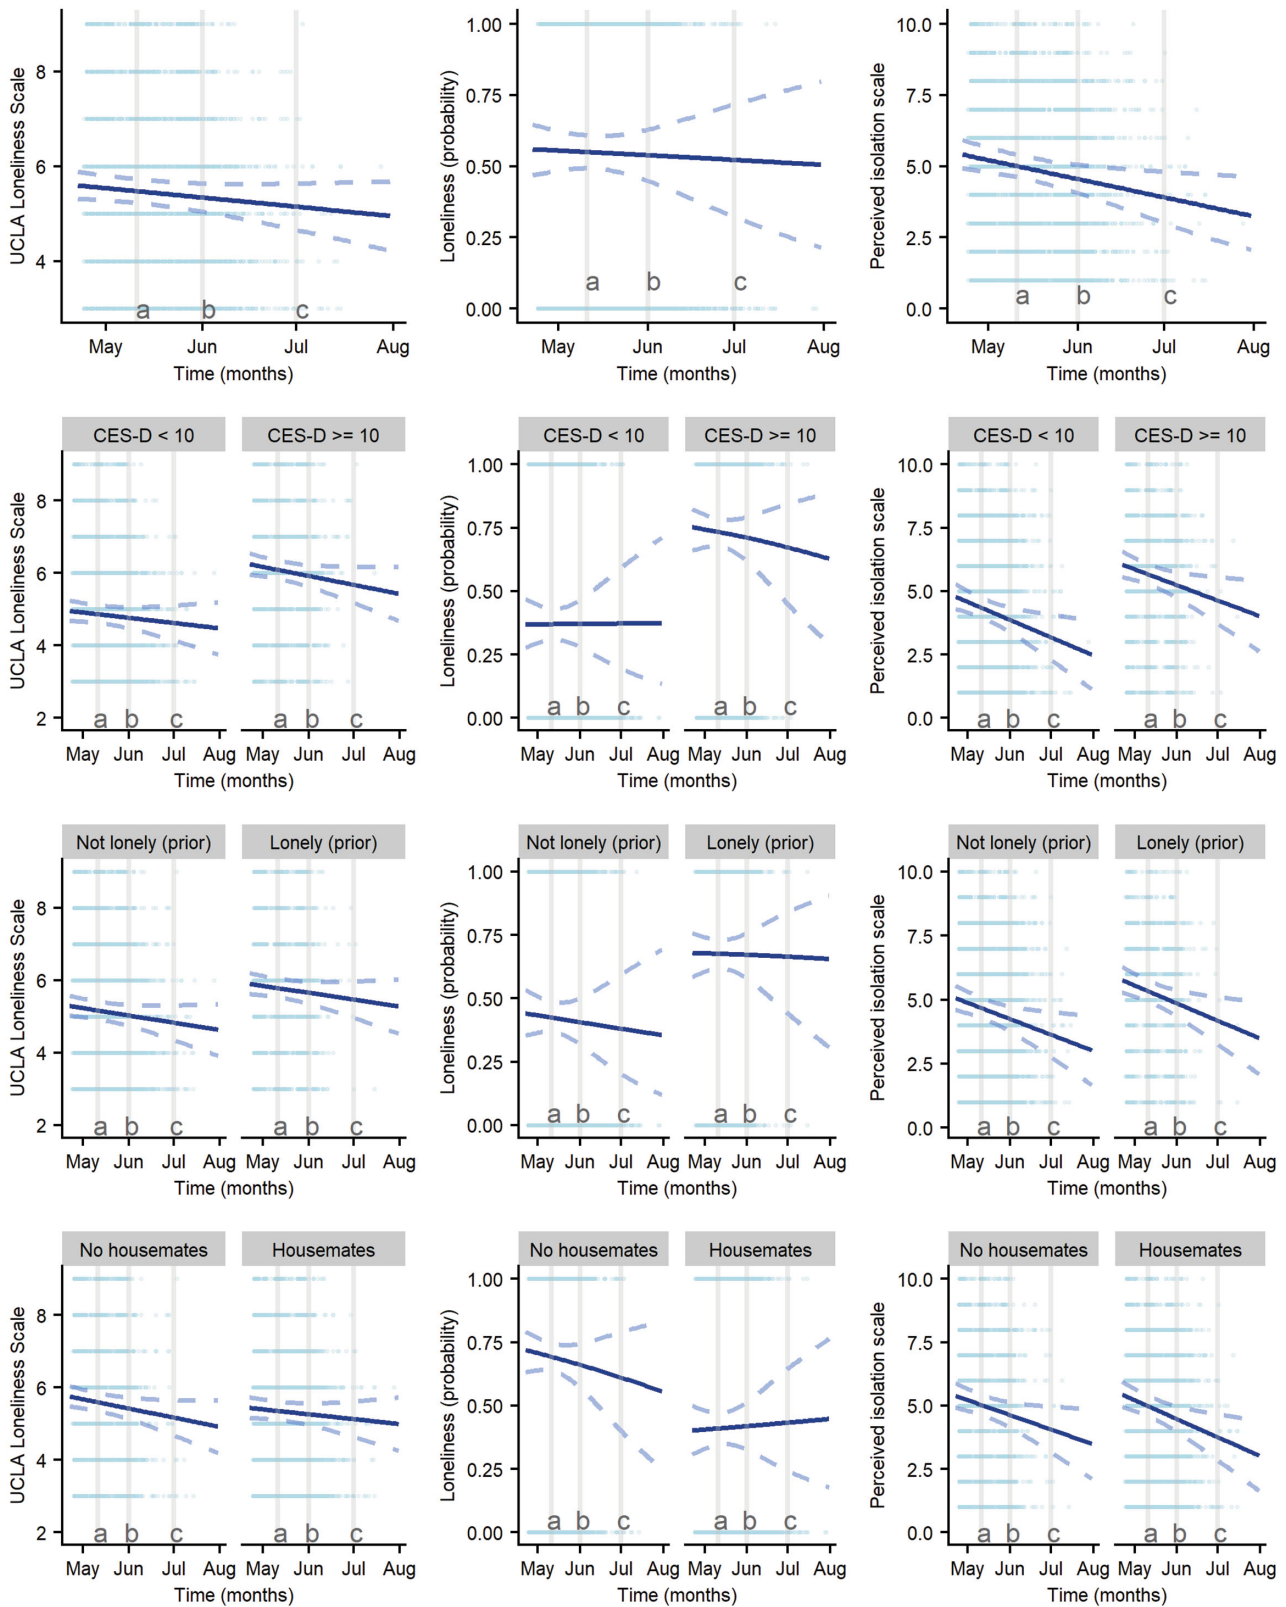 UCLA Loneliness Scale
8
6
4
a b c
May Jun Jul Aug
Time (months)
Loneliness (probability)
1.00
0.75
0.50
0.25
0.00
a b c
May Jun Jul Aug
Time (months)
Perceived isolation scale
10.0
7.5
5.0
2.5
0.0
a b c
May Jun Jul Aug
Time (months)
CES-D < 10 CES-D >= 10
UCLA Loneliness Scale
8
6
4
2
a b c a b c
May Jun Jul Aug May Jun Jul Aug
Time (months)
CES-D < 10 CES-D >= 10
Loneliness (probability)
1.00
0.75
0.50
0.25
0.00
a b c a b c
May Jun Jul Aug May Jun Jul Aug
Time (months)
CES-D < 10 CES-D >= 10
Perceived isolation scale
10.0
7.5
5.0
2.5
0.0
a b c a b c
May Jun Jul Aug May Jun Jul Aug
Time (months)
Not lonely (prior) Lonely (prior)
UCLA Loneliness Scale
8
6
4
2
a b c a b c
May Jun Jul Aug May Jun Jul Aug
Time (months)
Not lonely (prior) Lonely (prior)
Loneliness (probability)
1.00
0.75
0.50
0.25
0.00
a b c a b c
May Jun Jul Aug May Jun Jul Aug
Time (months)
Not lonely (prior) Lonely (prior)
Perceived isolation scale
10.0
7.5
5.0
2.5
0.0
a b c a b c
May Jun Jul Aug May Jun Jul Aug
Time (months)
No housemates Housemates
UCLA Loneliness Scale
8
6
4
2
a b c a b c
May Jun Jul Aug May Jun Jul Aug
Time (months)
No housemates Housemates
Loneliness (probability)
1.00
0.75
0.50
0.25
0.00
a b c a b c
May Jun Jul Aug May Jun Jul Aug
Time (months)
No housemates Housemates
Perceived isolation scale
10.0
7.5
5.0
2.5
0.0
a b c a b c
May Jun Jul Aug May Jun Jul Aug
Time (months)